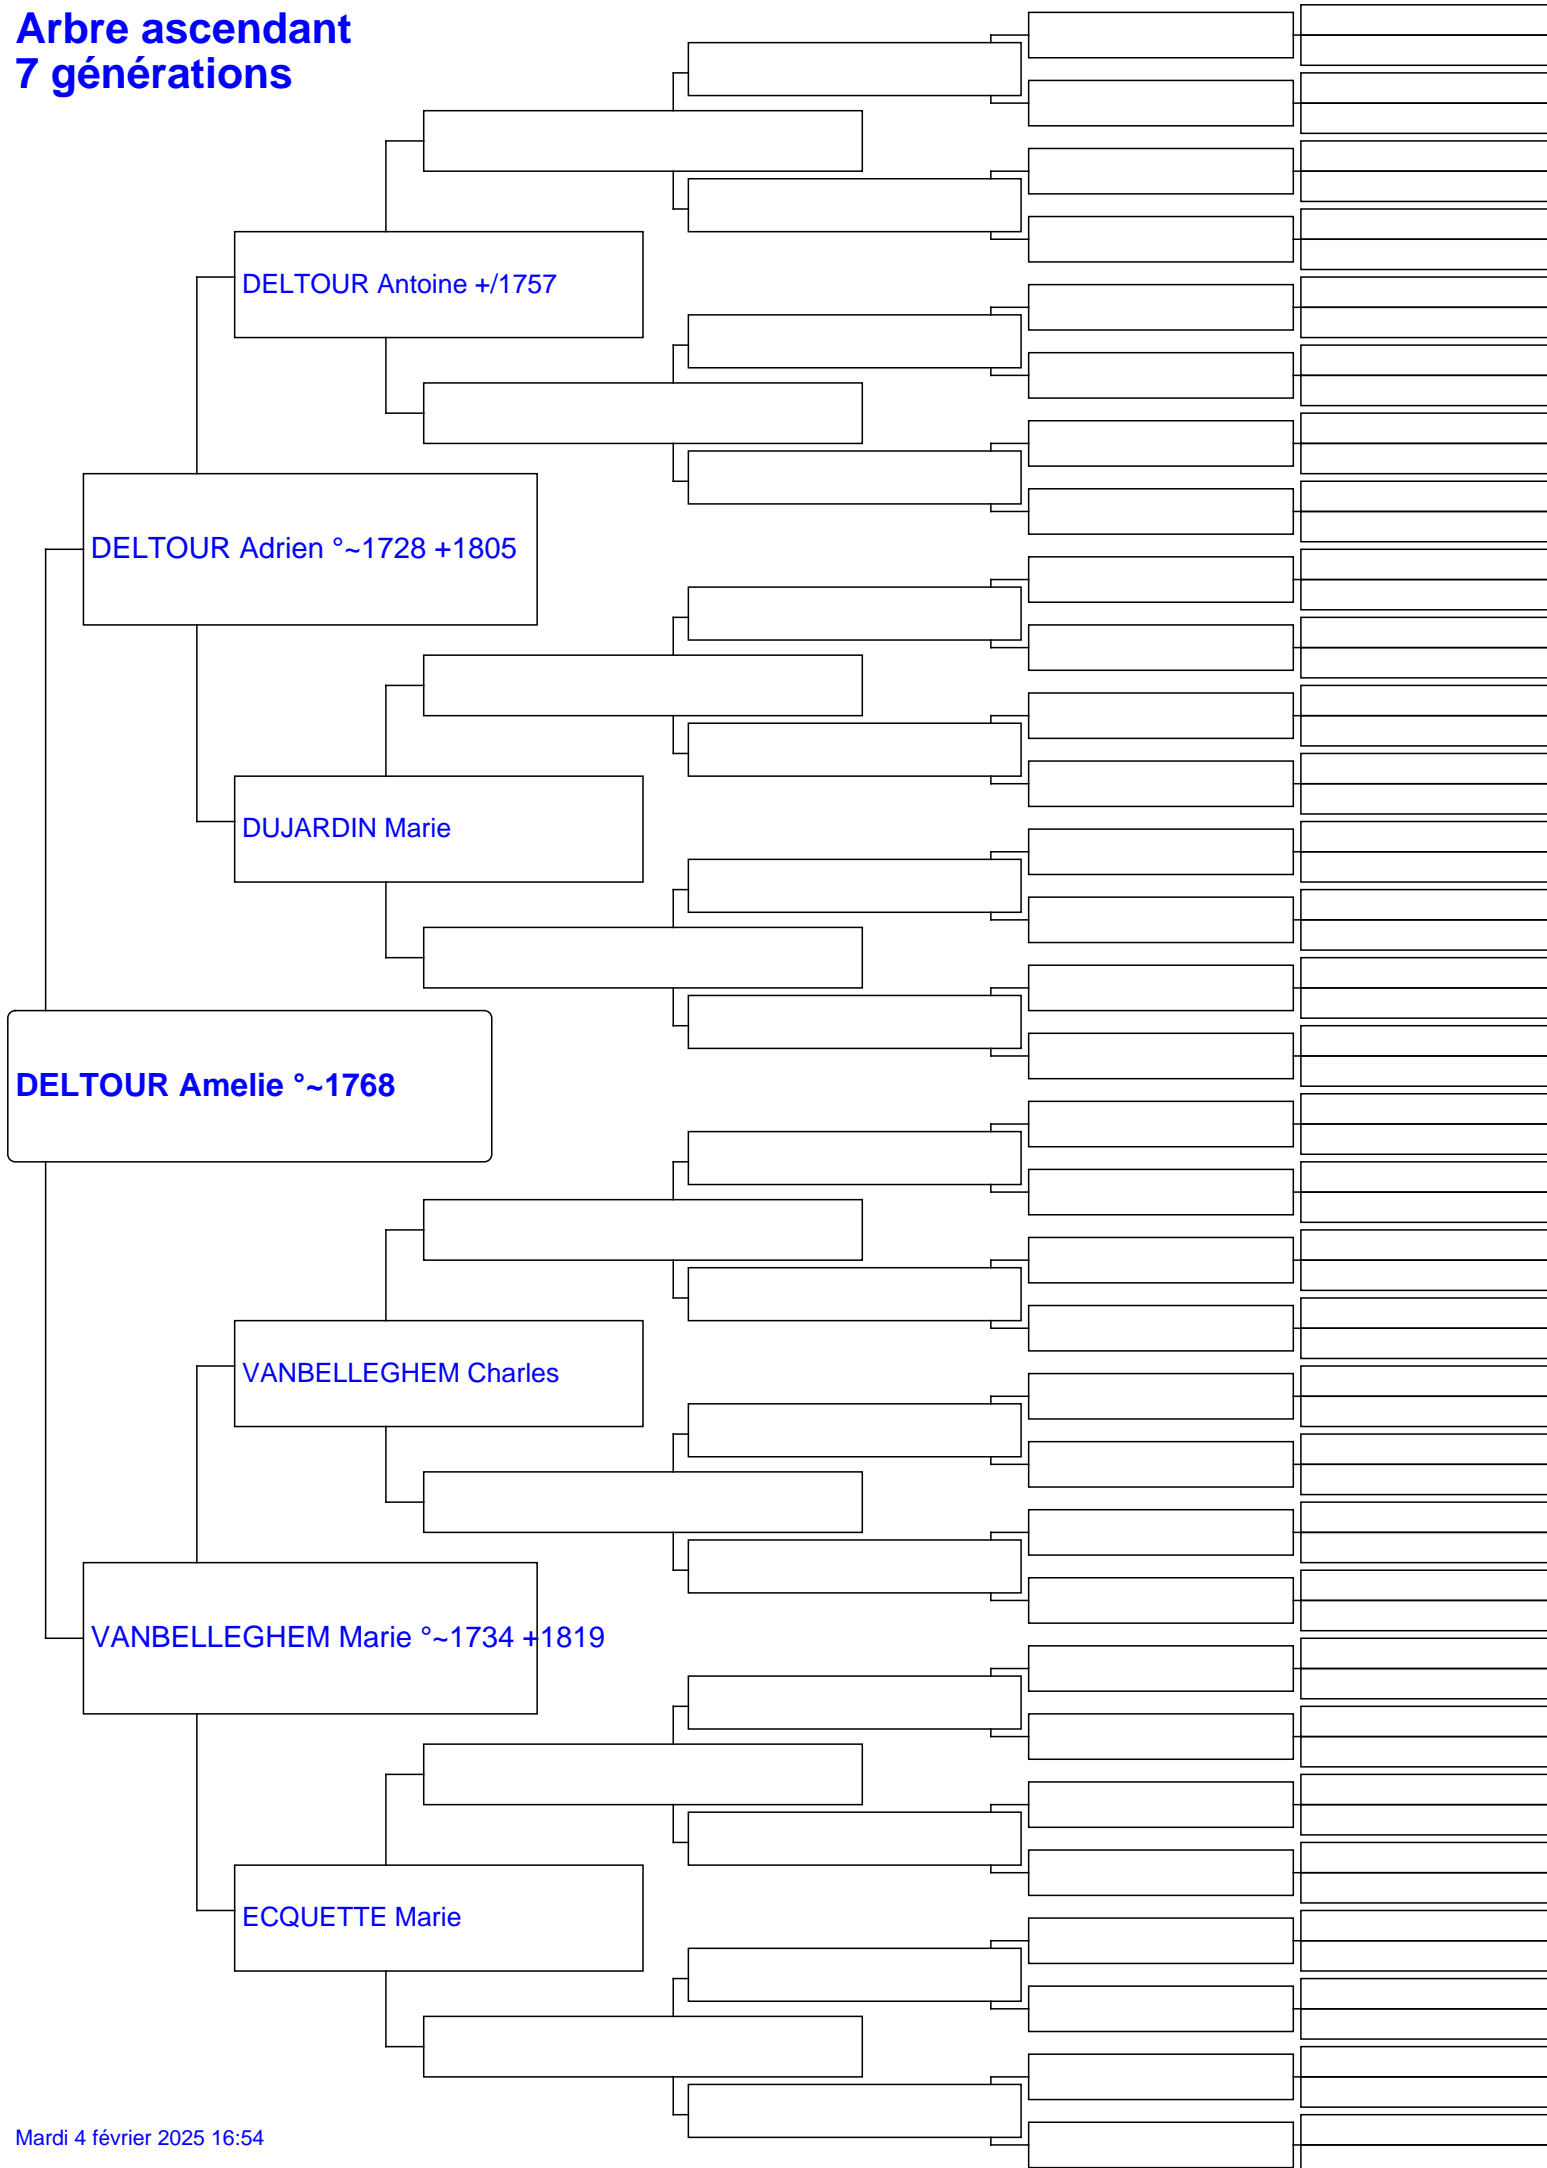 Arbre ascendant
7 générations
DELTOUR Antoine +/1757
DELTOUR Adrien °~1728 +1805
DUJARDIN Marie
DELTOUR Amelie °~1768
VANBELLEGHEM Charles
VANBELLEGHEM Marie °~1734 +1819
ECQUETTE Marie
Mardi 4 février 2025 16:54